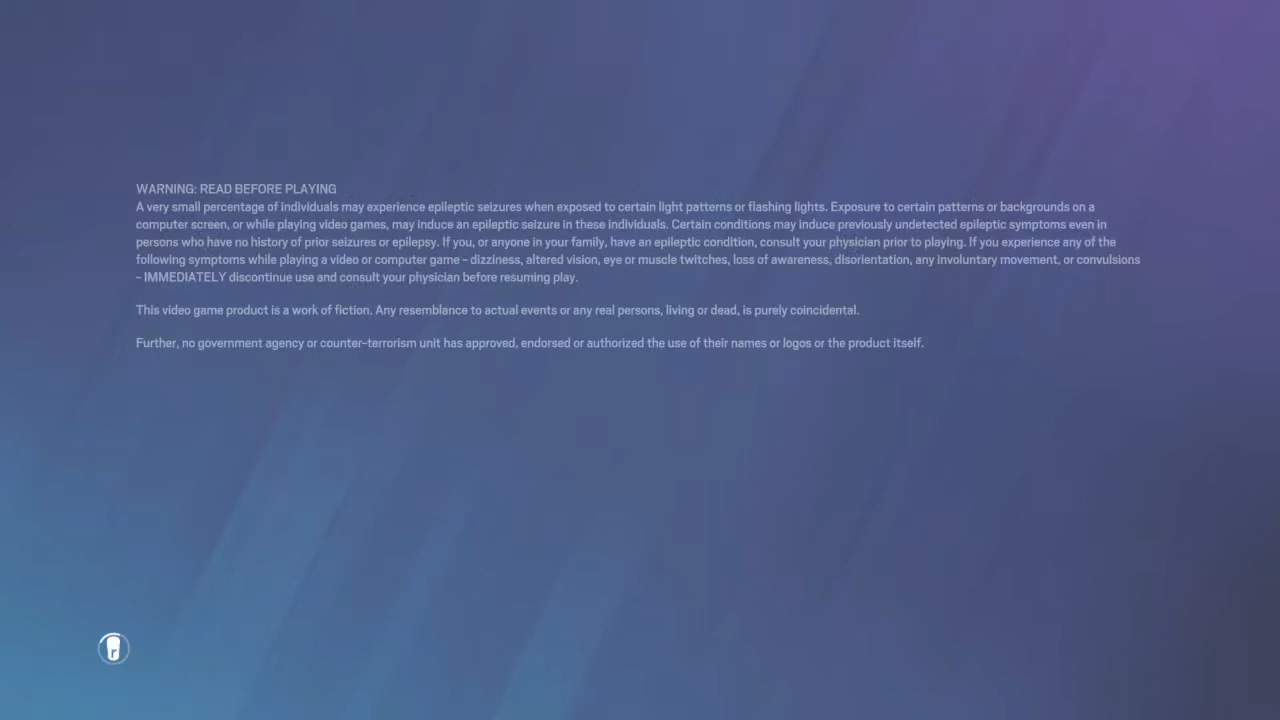 WARNING: READ BEFORE PLAYING
A very small percentage of individuals may experience epileptic seizures when exposed to certain light patterns or flashing lights. Exposure to certain patterns or backgrounds on a
computer screen, or while playing video games, may induce an epileptic seizure in these individuals. Certain conditions may induce previously undetected epileptic symptoms even in
persons who have no history of prior seizures or epilepsy. If you, or anyone in your family, have an epileptic condition, consult your physician prior to playing. If you experience any of the
following symptoms while playing a video or computer game - dizziness, altered vision, eye or muscle twitches, loss of awareness, disorientation, any involuntary movement, or convulsions
- IMMEDIATELY discontinue use and consult your physician before resuming play.
This video game product is a work of fiction. Any resemblance to actual events or any real persons, living or dead, is purely coincidental.
Further, no government agency or counter-terrorism unit has approved, endorsed or authorized the use of their names or logos or the product itself.